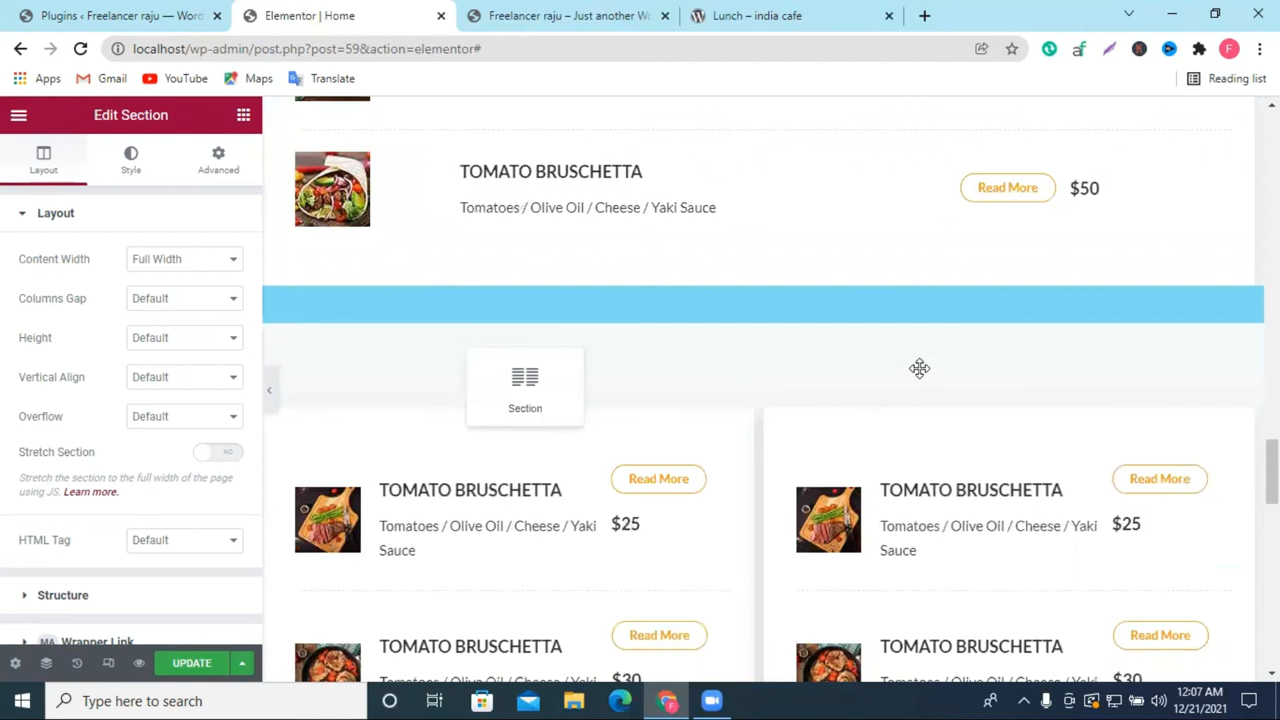 Plugins ‹ Freelancer raju — Word
Elementor | Home
Freelancer raju – Just another Wo
Lunch – india cafe
localhost/wp-admin/post.php?post=59&action=elementor#
F
Apps
Gmail
YouTube
Maps
Translate
Reading list
Edit Section
Layout
Style
Advanced
Layout
Content Width
Full Width
Columns Gap
Default
Height
Default
Vertical Align
Default
Overflow
Default
Stretch Section
NO
Stretch the section to the full width of the page using JS. Learn more.
HTML Tag
Default
Structure
MA Wrapper Link
UPDATE
TOMATO BRUSCHETTA
Tomatoes / Olive Oil / Cheese / Yaki Sauce
Read More
$50
Section
TOMATO BRUSCHETTA
Tomatoes / Olive Oil / Cheese / Yaki
Sauce
Read More
$25
TOMATO BRUSCHETTA
Tomatoes / Olive Oil / Cheese / Yaki
Sauce
Read More
$25
TOMATO BRUSCHETTA
Read More
$30
TOMATO BRUSCHETTA
Read More
$30
Type here to search
12:07 AM
12/21/2021